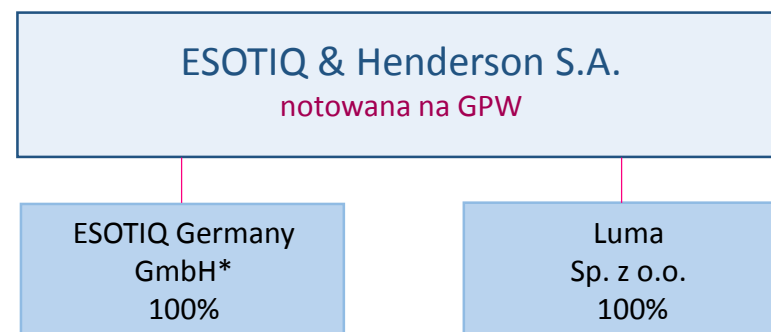 ESOTIQ & Henderson S.A.
notowana na GPW
ESOTIQ Germany
GmbH*
100%
Luma
Sp. z o.o.
100%